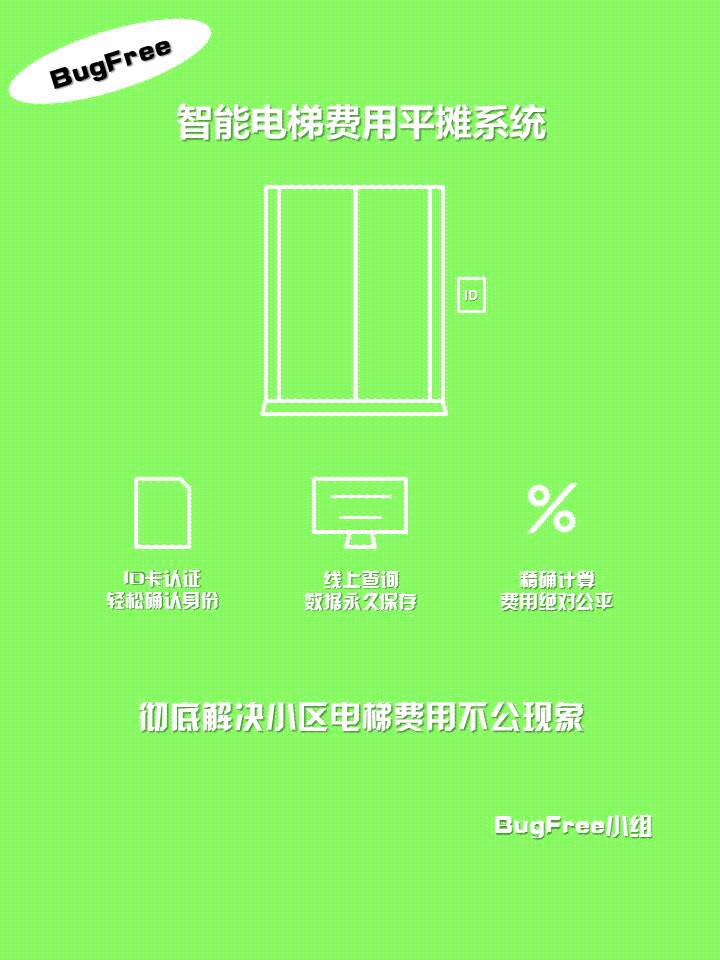 BugFree
智能电梯费用平摊系统
ID
ID卡认证
轻松确认身份
线上查询
数据永久保存
精确计算
费用绝对公平
彻底解决小区电梯费用不公现象
BugFree小组